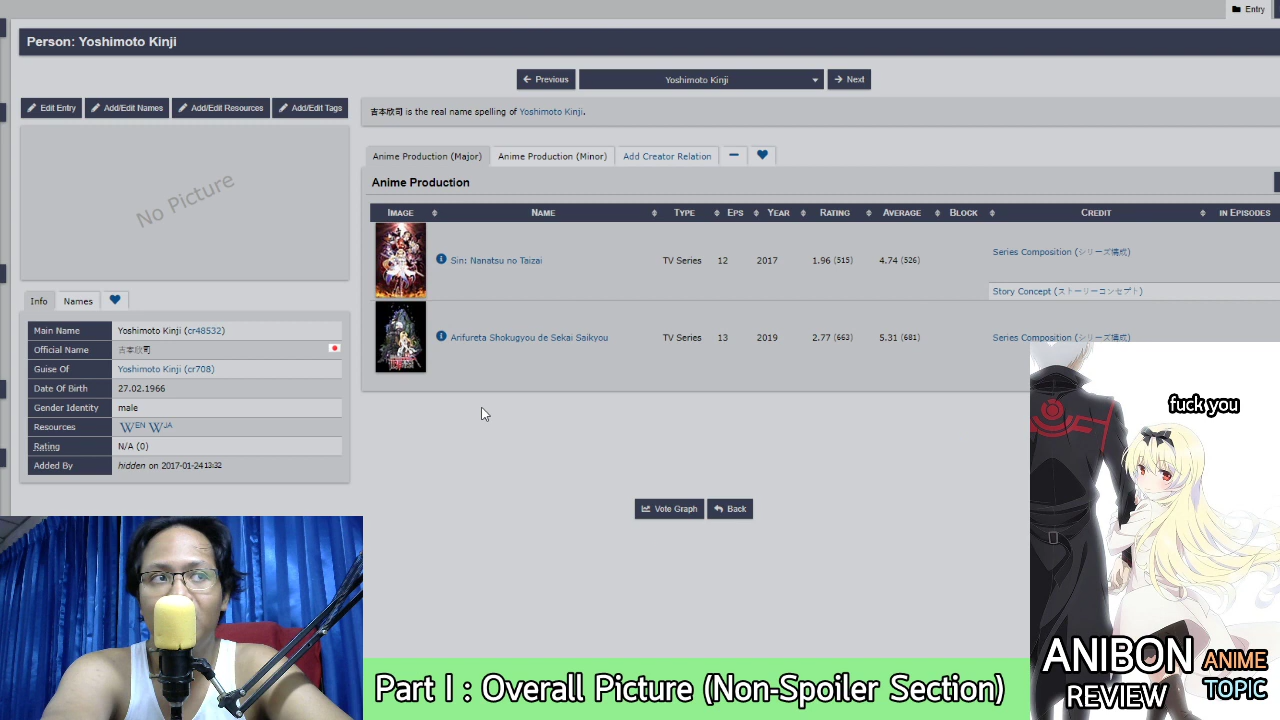 Entry
Person: Yoshimoto Kinji
Previous
Yoshimoto Kinji
Next
Edit Entry
Add/Edit Names
Add/Edit Resources
Add/Edit Tags
吉本欣司 is the real name spelling of Yoshimoto Kinji.
No Picture
Anime Production (Major)
Anime Production (Minor)
Add Creator Relation
Anime Production
IMAGE NAME TYPE EPS YEAR RATING AVERAGE BLOCK CREDIT IN EPISODES
Sin: Nanatsu no Taizai TV Series 12 2017 1.96 (515) 4.74 (526) Series Composition (シリーズ構成)
Story Concept (ストーリーコンセプト)
Arifureta Shokugyou de Sekai Saikyou TV Series 13 2019 2.77 (663) 5.31 (681) Series Composition (シリーズ構成)
Info Names
Main Name Yoshimoto Kinji (cr48532)
Official Name 吉本欣司
Guise Of Yoshimoto Kinji (cr708)
Date Of Birth 27.02.1966
Gender Identity male
Resources W EN W JA
Rating N/A (0)
Added By hidden on 2017-01-24 13:32
Vote Graph
Back
fuck you
ANIBON ANIME
REVIEW TOPIC
Part I : Overall Picture (Non-Spoiler Section)